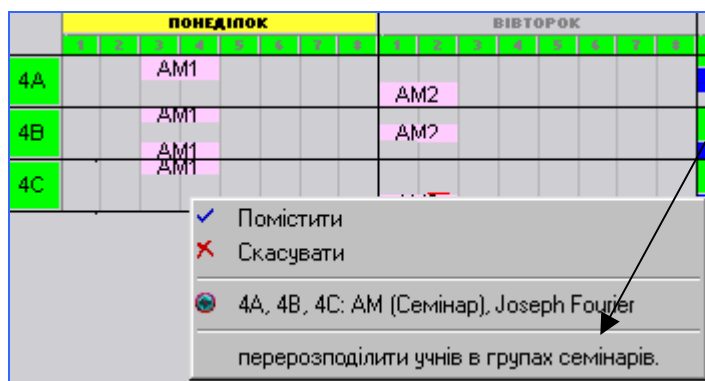 ПОНЕДІЛОК ВІВТОРОК
1 2 3 4 5 6 7 8 1 2 3 4 5 6 7 8
4A AM1
AM2
4B AM1
AM2
AM1
4C AM1
Помістити
Скасувати
4A, 4B, 4C: AM (Семінар), Joseph Fourier
перерозподілити учнів в групах семінарів.